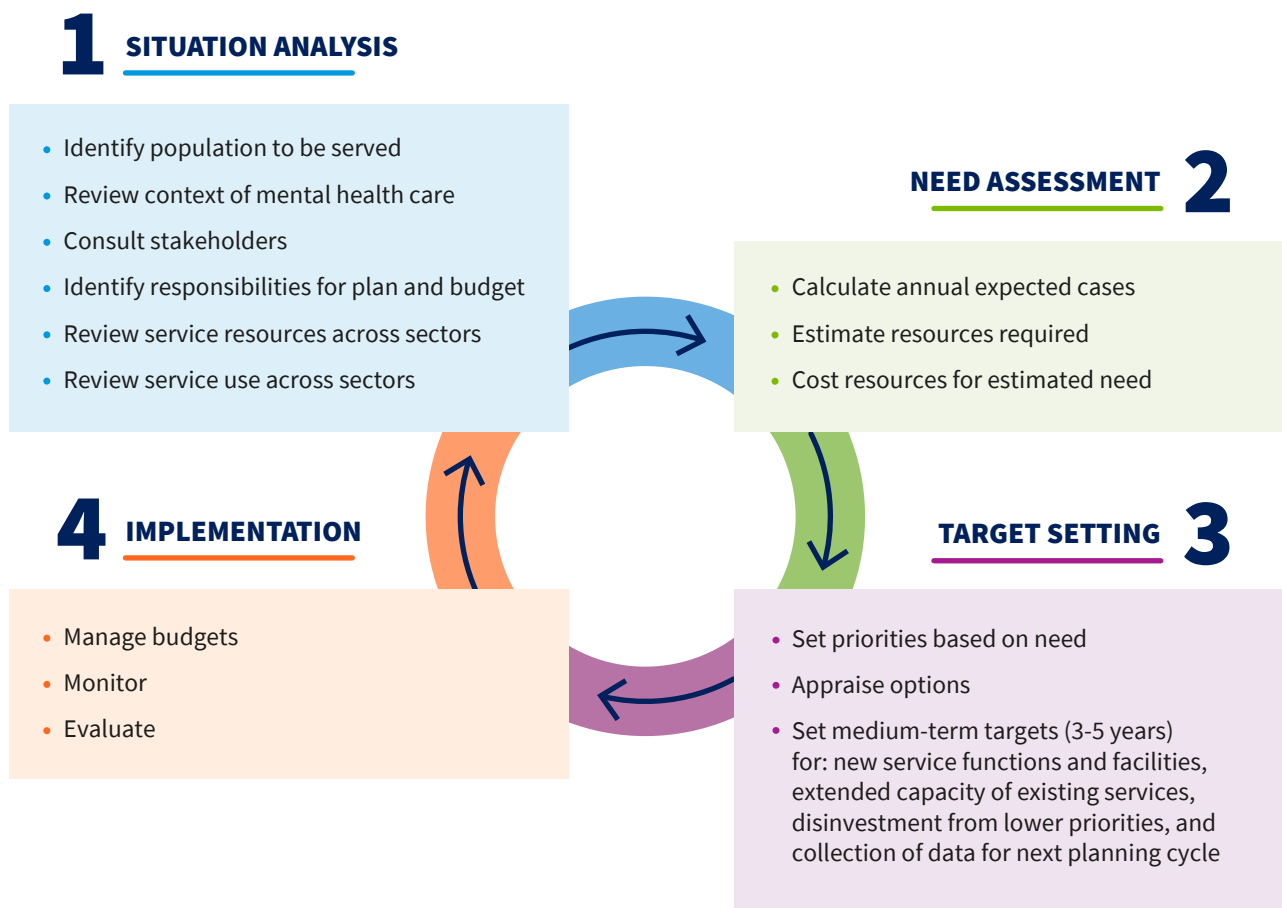 1 SITUATION ANALYSIS
• Identify population to be served
• Review context of mental health care
• Consult stakeholders
• Identify responsibilities for plan and budget
• Review service resources across sectors
• Review service use across sectors
NEED ASSESSMENT 2
• Calculate annual expected cases
• Estimate resources required
• Cost resources for estimated need
TARGET SETTING 3
• Set priorities based on need
• Appraise options
• Set medium-term targets (3-5 years)
for: new service functions and facilities,
extended capacity of existing services,
disinvestment from lower priorities, and
collection of data for next planning cycle
4 IMPLEMENTATION
• Manage budgets
• Monitor
• Evaluate